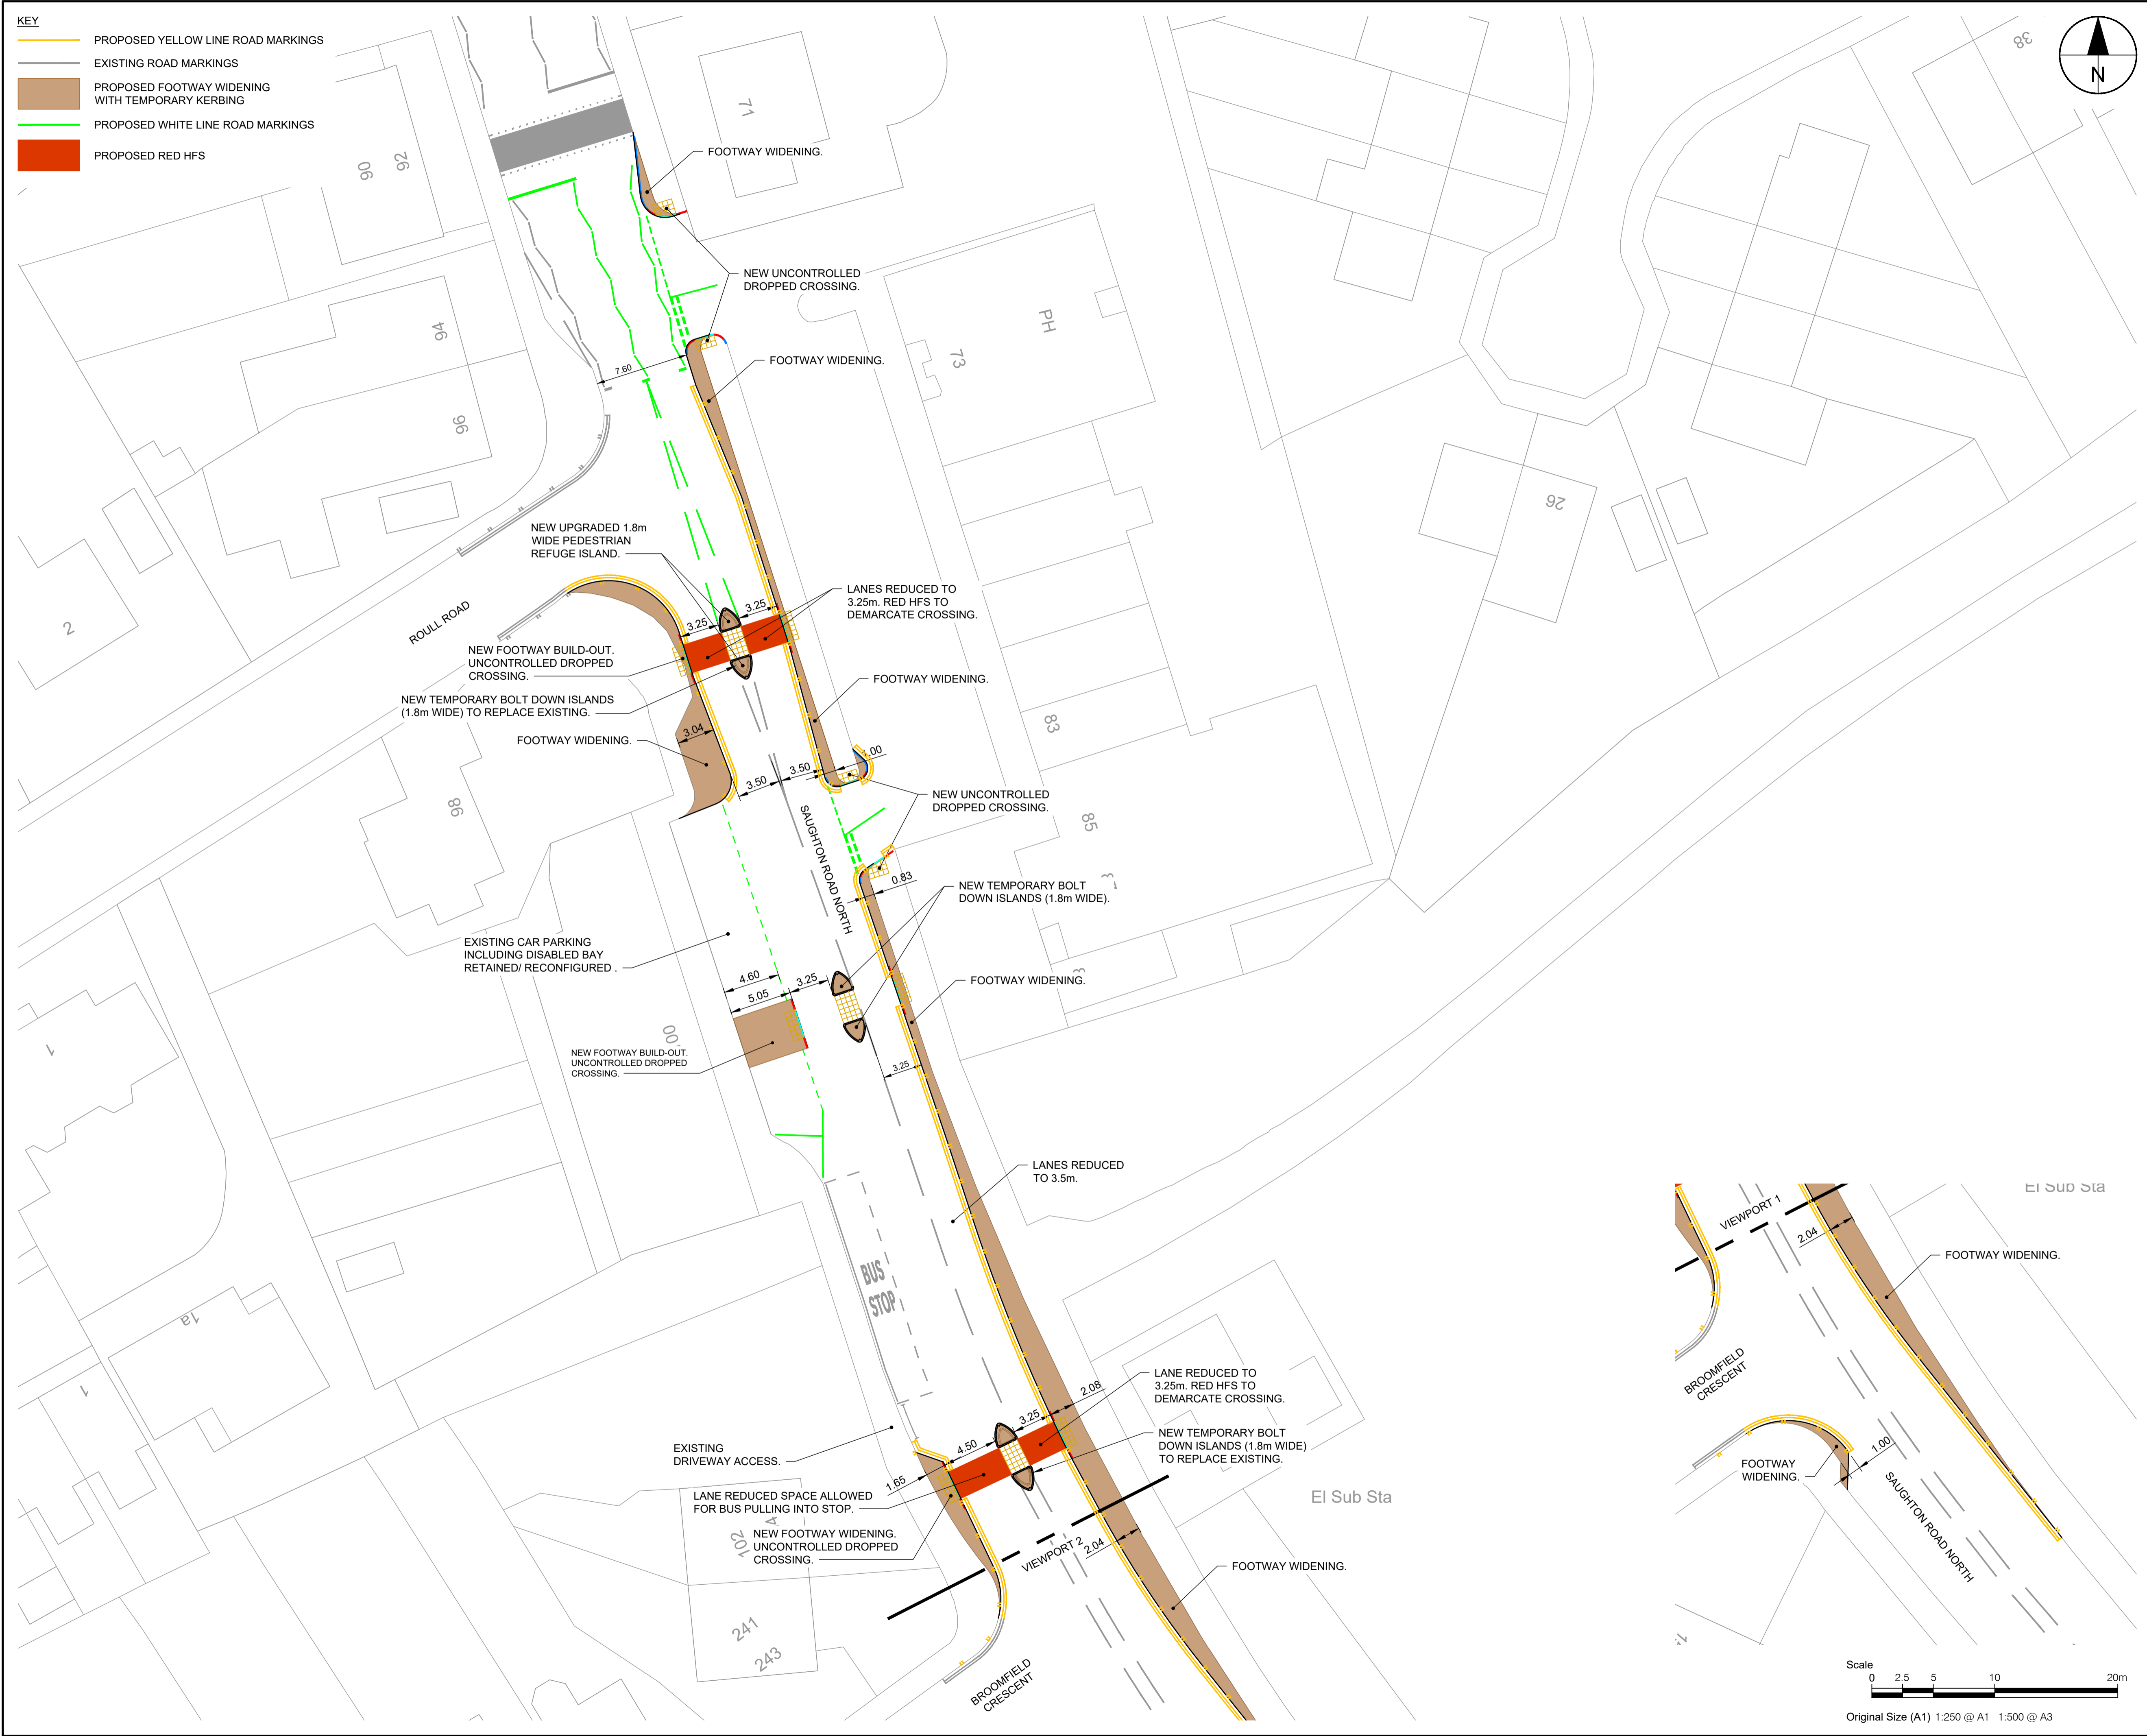 KEY
PROPOSED YELLOW LINE ROAD MARKINGS
EXISTING ROAD MARKINGS
PROPOSED FOOTWAY WIDENING
WITH TEMPORARY KERBING
PROPOSED WHITE LINE ROAD MARKINGS
PROPOSED RED HFS
N
38
71
90
92
FOOTWAY WIDENING.
NEW UNCONTROLLED
DROPPED CROSSING.
94
PH
73
FOOTWAY WIDENING.
7.60
96
26
NEW UPGRADED 1.8m
WIDE PEDESTRIAN
REFUGE ISLAND.
LANES REDUCED TO
3.25m. RED HFS TO
DEMARCATE CROSSING.
3.25
3.25
ROULL ROAD
2
NEW FOOTWAY BUILD-OUT.
UNCONTROLLED DROPPED
CROSSING.
FOOTWAY WIDENING.
NEW TEMPORARY BOLT DOWN ISLANDS
(1.8m WIDE) TO REPLACE EXISTING.
83
3.04
FOOTWAY WIDENING.
3.50
3.50
.00
98
NEW UNCONTROLLED
DROPPED CROSSING.
85
SAUGHTON ROAD NORTH
0.83
NEW TEMPORARY BOLT
DOWN ISLANDS (1.8m WIDE).
EXISTING CAR PARKING
INCLUDING DISABLED BAY
RETAINED/ RECONFIGURED .
4.60
3.25
5.05
FOOTWAY WIDENING.
00
1
NEW FOOTWAY BUILD-OUT.
UNCONTROLLED DROPPED
CROSSING.
3.25
LANES REDUCED
TO 3.5m.
BUS
STOP
1a
1
LANE REDUCED TO
3.25m. RED HFS TO
DEMARCATE CROSSING.
2.08
3.25
4.50
1.65
EXISTING
DRIVEWAY ACCESS.
NEW TEMPORARY BOLT
DOWN ISLANDS (1.8m WIDE)
TO REPLACE EXISTING.
LANE REDUCED SPACE ALLOWED
FOR BUS PULLING INTO STOP.
El Sub Sta
102
4
NEW FOOTWAY WIDENING.
UNCONTROLLED DROPPED
CROSSING.
VIEWPORT 2
2.04
FOOTWAY WIDENING.
241
243
BROOMFIELD
CRESCENT
El Sub Sta
VIEWPORT 1
2.04
FOOTWAY WIDENING.
BROOMFIELD
CRESCENT
FOOTWAY
WIDENING.
1.00
SAUGHTON ROAD NORTH
Scale
0 2.5 5 10 20m
Original Size (A1) 1:250 @ A1 1:500 @ A3